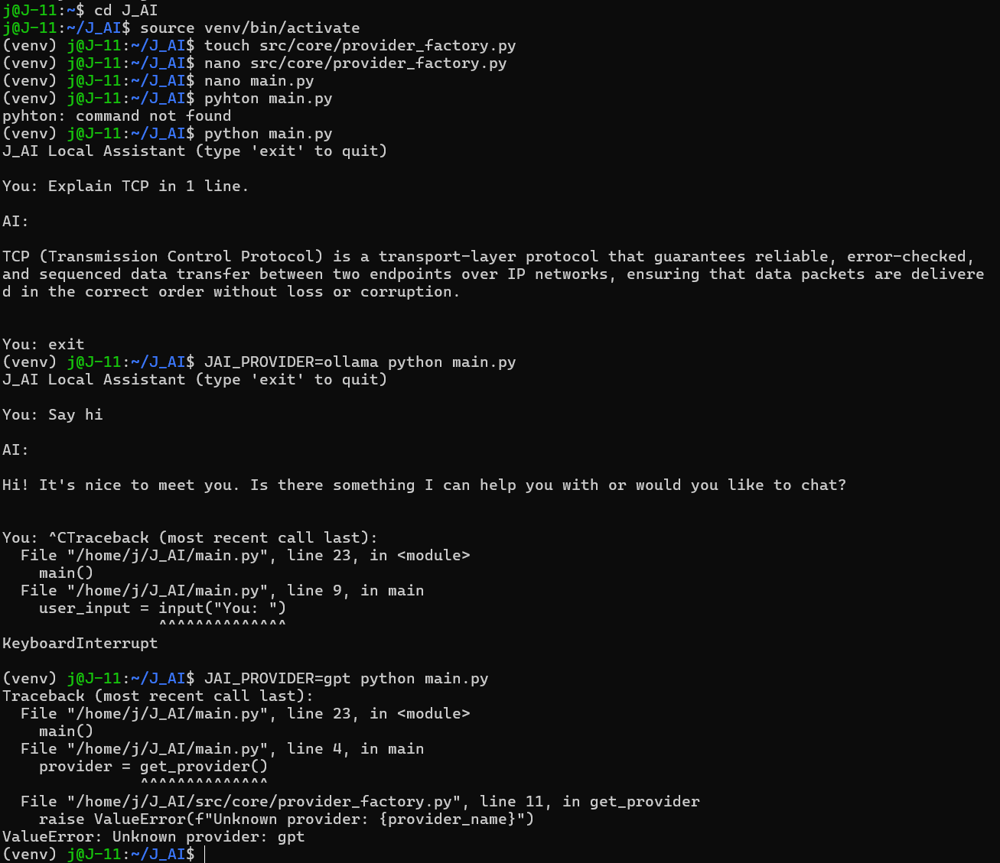 j@J-11:~$ cd J_AI
j@J-11:~/J_AI$ source venv/bin/activate
(venv) j@J-11:~/J_AI$ touch src/core/provider_factory.py
(venv) j@J-11:~/J_AI$ nano src/core/provider_factory.py
(venv) j@J-11:~/J_AI$ nano main.py
(venv) j@J-11:~/J_AI$ pyhton main.py
pyhton: command not found
(venv) j@J-11:~/J_AI$ python main.py
J_AI Local Assistant (type 'exit' to quit)
You: Explain TCP in 1 line.
AI:
TCP (Transmission Control Protocol) is a transport-layer protocol that guarantees reliable, error-checked,
and sequenced data transfer between two endpoints over IP networks, ensuring that data packets are delivere
d in the correct order without loss or corruption.
You: exit
(venv) j@J-11:~/J_AI$ JAI_PROVIDER=ollama python main.py
J_AI Local Assistant (type 'exit' to quit)
You: Say hi
AI:
Hi! It's nice to meet you. Is there something I can help you with or would you like to chat?
You: ^CTraceback (most recent call last):
  File "/home/j/J_AI/main.py", line 23, in <module>
    main()
  File "/home/j/J_AI/main.py", line 9, in main
    user_input = input("You: ")
                 ^^^^^^^^^^^^^^
KeyboardInterrupt
(venv) j@J-11:~/J_AI$ JAI_PROVIDER=gpt python main.py
Traceback (most recent call last):
  File "/home/j/J_AI/main.py", line 23, in <module>
    main()
  File "/home/j/J_AI/main.py", line 4, in main
    provider = get_provider()
               ^^^^^^^^^^^^^^
  File "/home/j/J_AI/src/core/provider_factory.py", line 11, in get_provider
    raise ValueError(f"Unknown provider: {provider_name}")
ValueError: Unknown provider: gpt
(venv) j@J-11:~/J_AI$